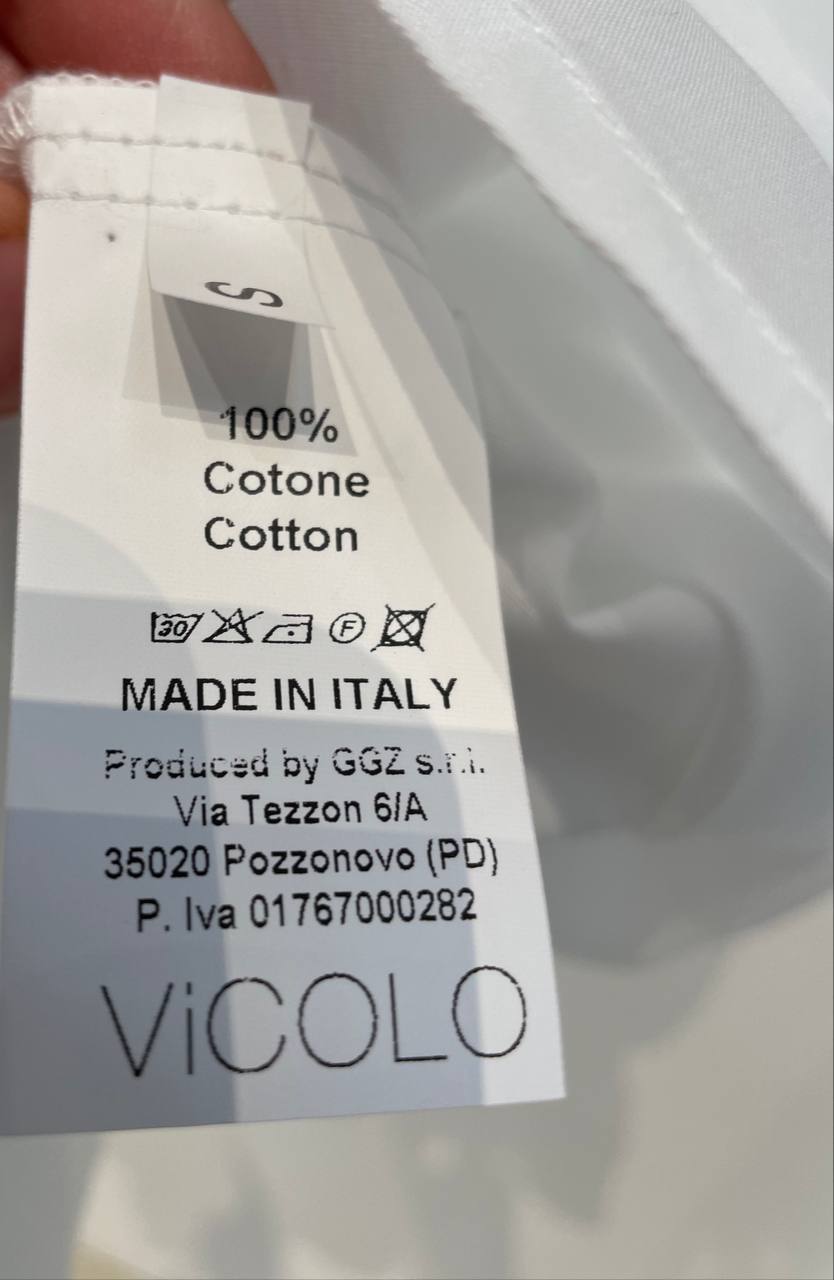 S
100%
Cotone
Cotton
30 F
MADE IN ITALY
Produced by GGZ s.r.l.
Via Tezzon 6/A
35020 Pozzonovo (PD)
P. Iva 01767000282
ViCOLO